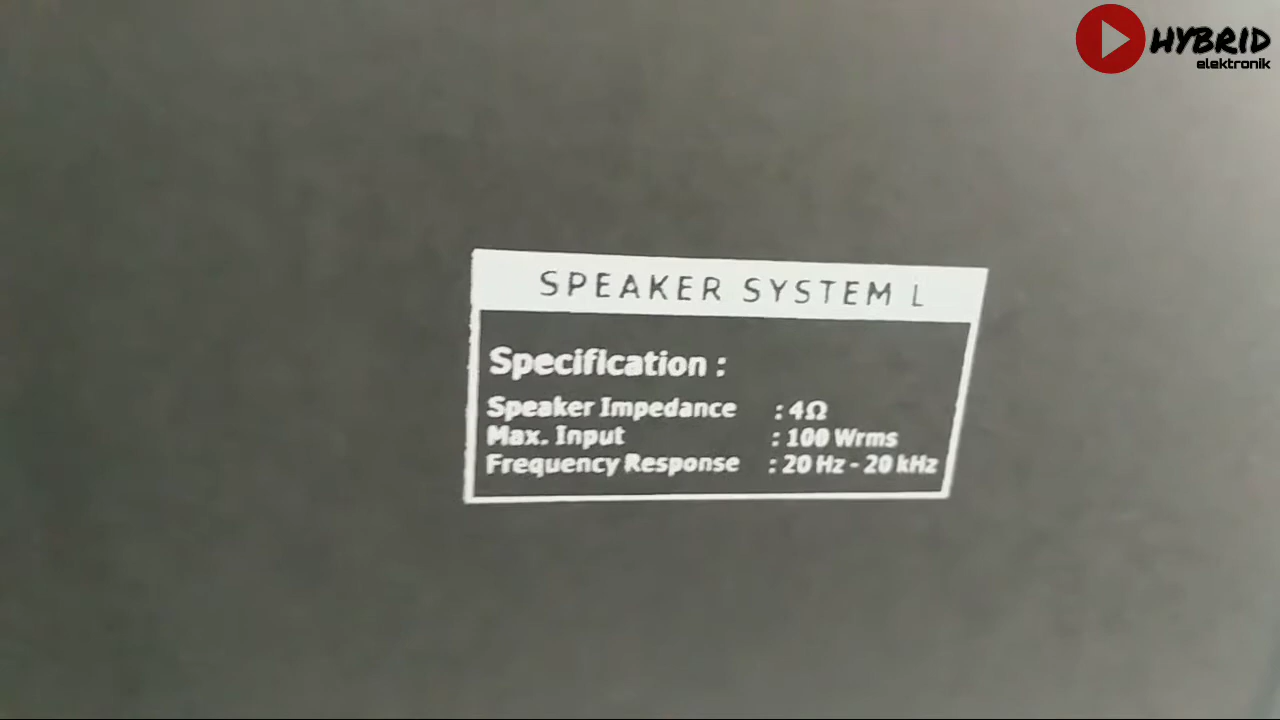 HYBRID
elektronik
SPEAKER SYSTEM L
Specification :
Speaker Impedance : 4Ω
Max. Input : 100 Wrms
Frequency Response : 20 Hz - 20 kHz